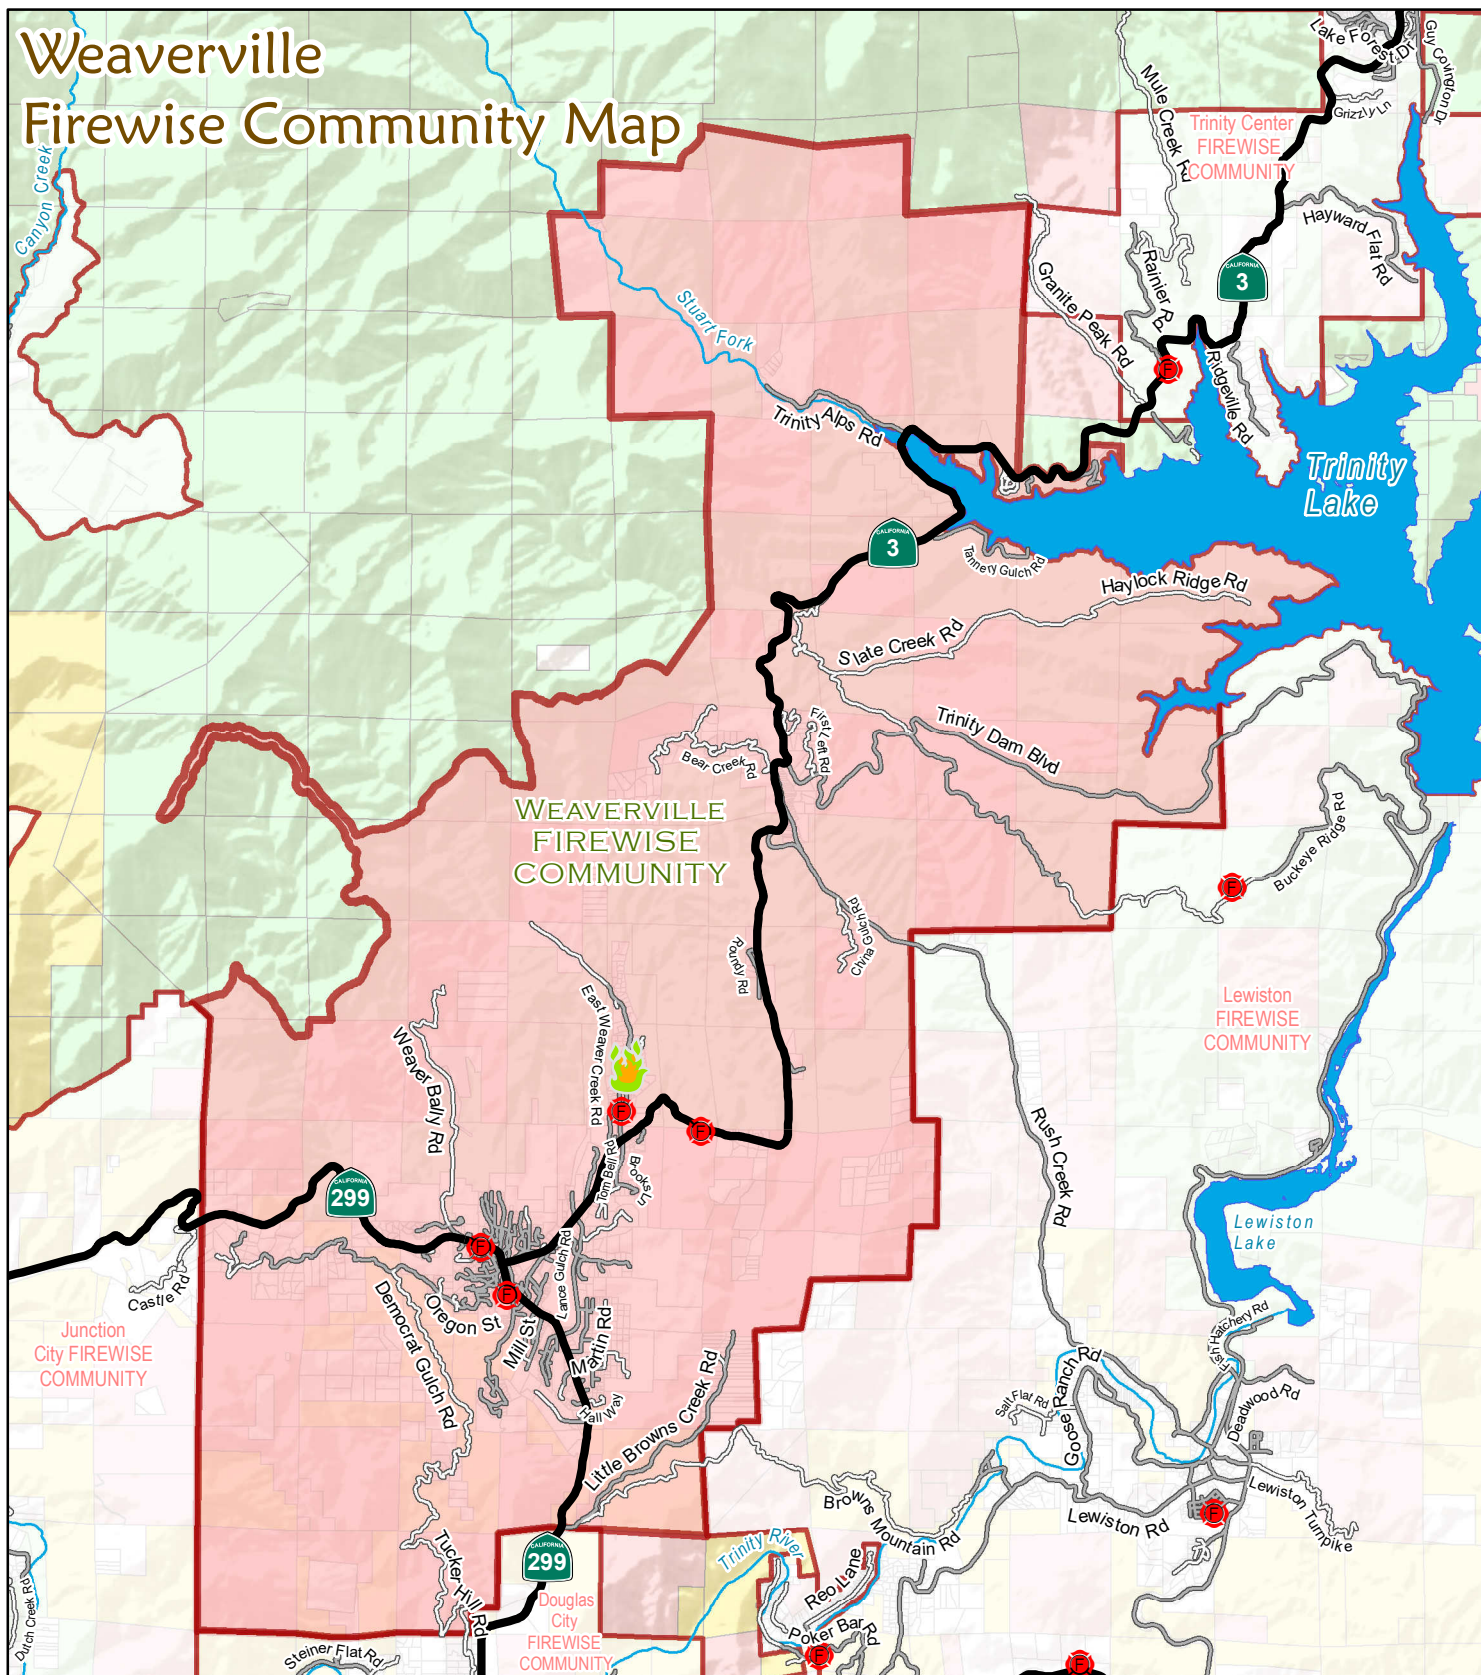 Weaverville
Firewise Community Map
Canyon Creek
Stuart Fork
Trinity Alps Rd
Mule Creek Rd
Lake Forest Dr
Guy Covington Dr
Grizzly Ln
Trinity Center
FIREWISE
COMMUNITY
Hayward Flat Rd
Rainier Rd
Granite Peak Rd
CALIFORNIA
3
Ridgeville Rd
F
Trinity
Lake
CALIFORNIA
3
Tannery Gulch Rd
Haylock Ridge Rd
Slate Creek Rd
Trinity Dam Blvd
First Left Rd
Bear Creek Rd
WEAVERVILLE
FIREWISE
COMMUNITY
Buckeye Ridge Rd
F
China Gulch Rd
Roundy Rd
East Weaver Creek Rd
Weaver Bally Rd
Lewiston
FIREWISE
COMMUNITY
F
F
Rush Creek Rd
Tom Bell Rd
Brooks Ln
CALIFORNIA
299
Lewiston
Lake
F
F
Lance Gulch Rd
Castle Rd
Democrat Gulch Rd
Oregon St
Mill St
Martin Rd
Junction
City FIREWISE
COMMUNITY
Fish Hatchery Rd
Goose Ranch Rd
Salt Flat Rd
Deadwood Rd
Hall Way
Little Browns Creek Rd
Browns Mountain Rd
Lewiston Rd
Lewiston Turnpike
F
Tucker Hill Rd
CALIFORNIA
299
Trinity River
Reo Lane
Poker Bar Rd
Douglas
City
FIREWISE
COMMUNITY
Dutch Creek Rd
Steiner Flat Rd
F
F